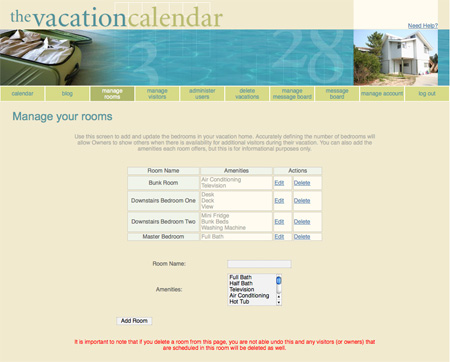 thevacationcalendar
Need Help?
calendar blog manage rooms manage visitors administer users delete vacations manage message board message board manage account log out
Manage your rooms
Use this screen to add and update the bedrooms in your vacation home. Accurately defining the number of bedrooms will
allow Owners to show others when there is availability for additional visitors during their vacation. You can also add the
amenities each room offers, but this is for informational purposes only.
Room Name Amenities Actions
Bunk Room Air Conditioning Television Edit Delete
Downstairs Bedroom One Desk Deck View Edit Delete
Downstairs Bedroom Two Mini Fridge Bunk Beds Washing Machine Edit Delete
Master Bedroom Full Bath Edit Delete
Room Name:
Amenities:
Full Bath
Half Bath
Television
Air Conditioning
Hot Tub
Add Room
It is important to note that if you delete a room from this page, you are not able undo this and any visitors (or owners) that
are scheduled in this room will be deleted as well.